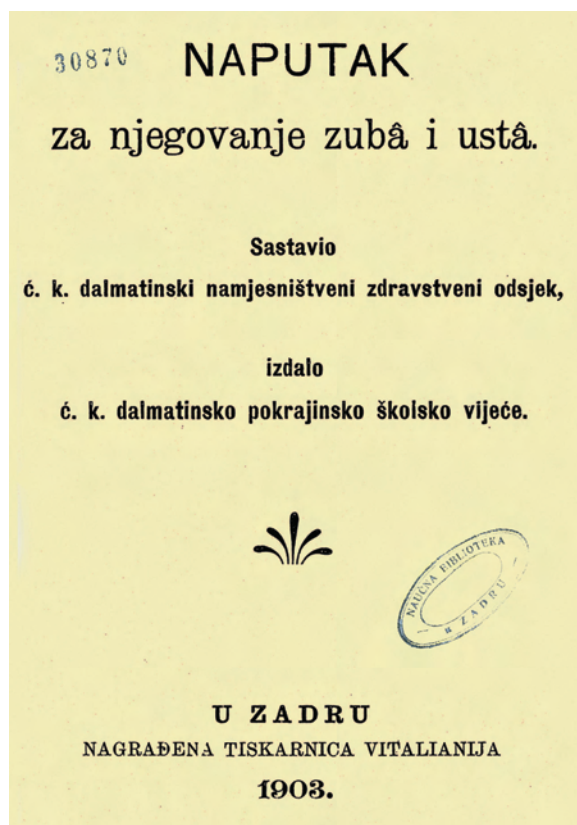 30870
NAPUTAK
za njegovanje zubâ i ustâ.
Sastavio
ć. k. dalmatinski namjesništveni zdravstveni odsjek,
izdalo
ć. k. dalmatinsko pokrajinsko školsko vijeće.
NAUČNA BIBLIOTEKA
u ZADRU
U ZADRU
NAGRAĐENA TISKARNICA VITALIANIJA
1903.